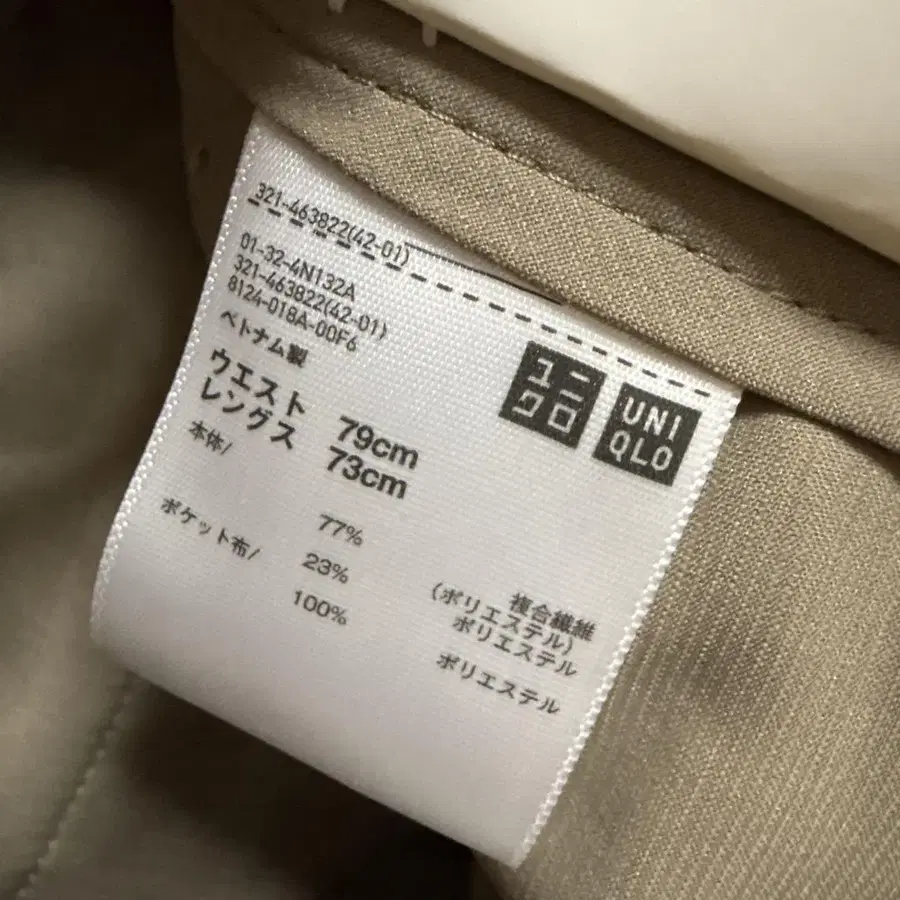 321-463822(42-01)
01-32-4N132A
321-463822(42-01)
8124-018A-00F6
ベトナム製
ユニ
クロ
UNI
QLO
ウエスト 79cm
レングス 73cm
本体/
77% 複合繊維
(ポリエステル)
23% ポリエステル
ポケット布/
100% ポリエステル